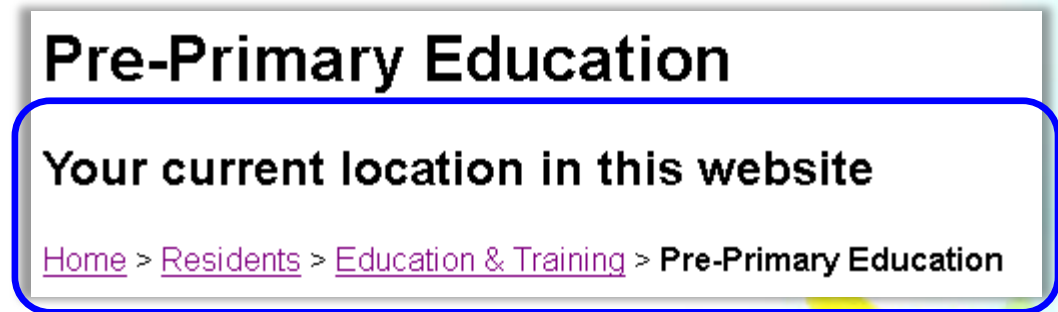 Pre-Primary Education
Your current location in this website
Home > Residents > Education & Training > Pre-Primary Education